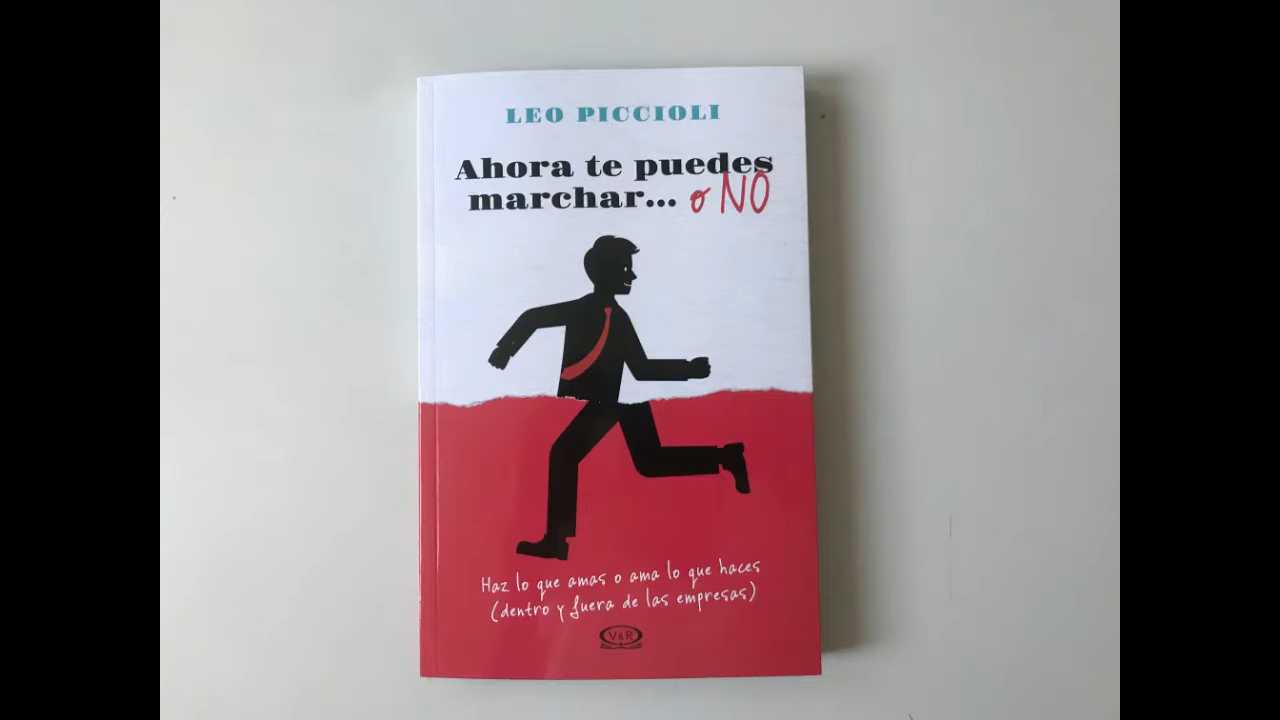 LEO PICCIOLI
Ahora te puedes
marchar... o NO
Haz lo que amas o ama lo que haces
(dentro y fuera de las empresas)
V&R